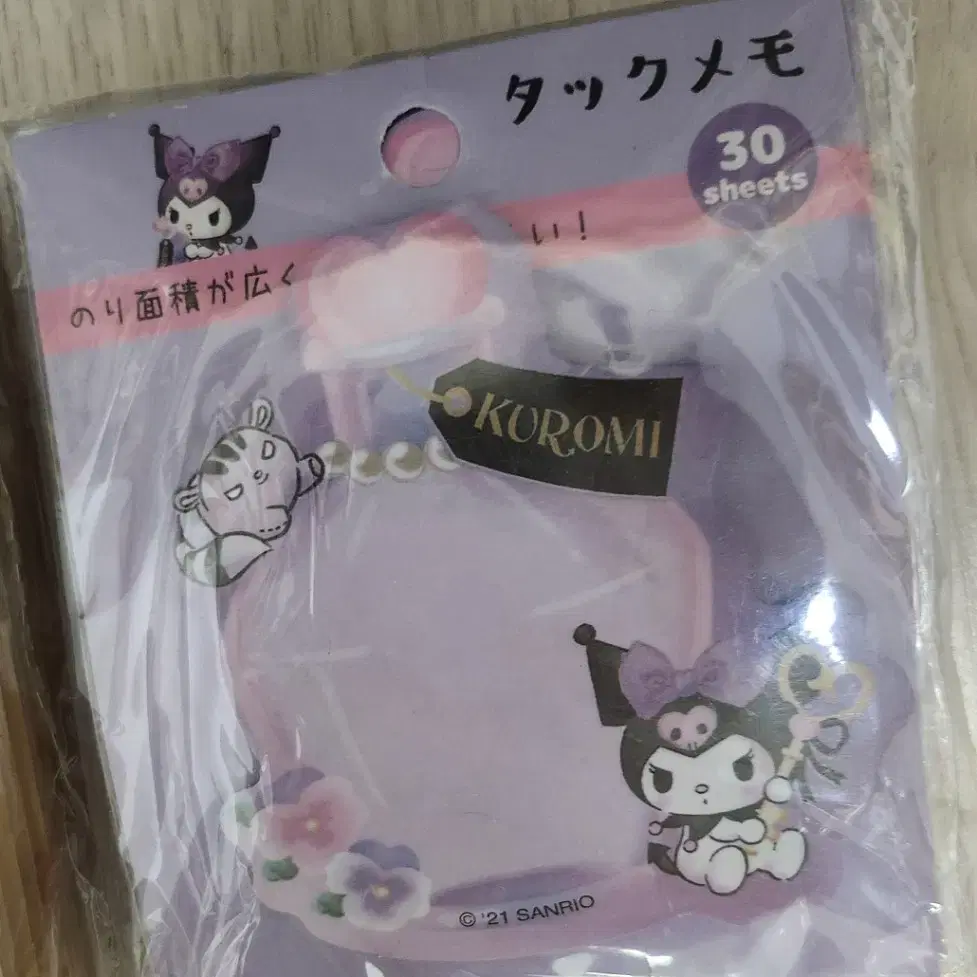 タックメモ
30
sheets
のり面積が広く
い!
KUROMI
© '21 SANRIO